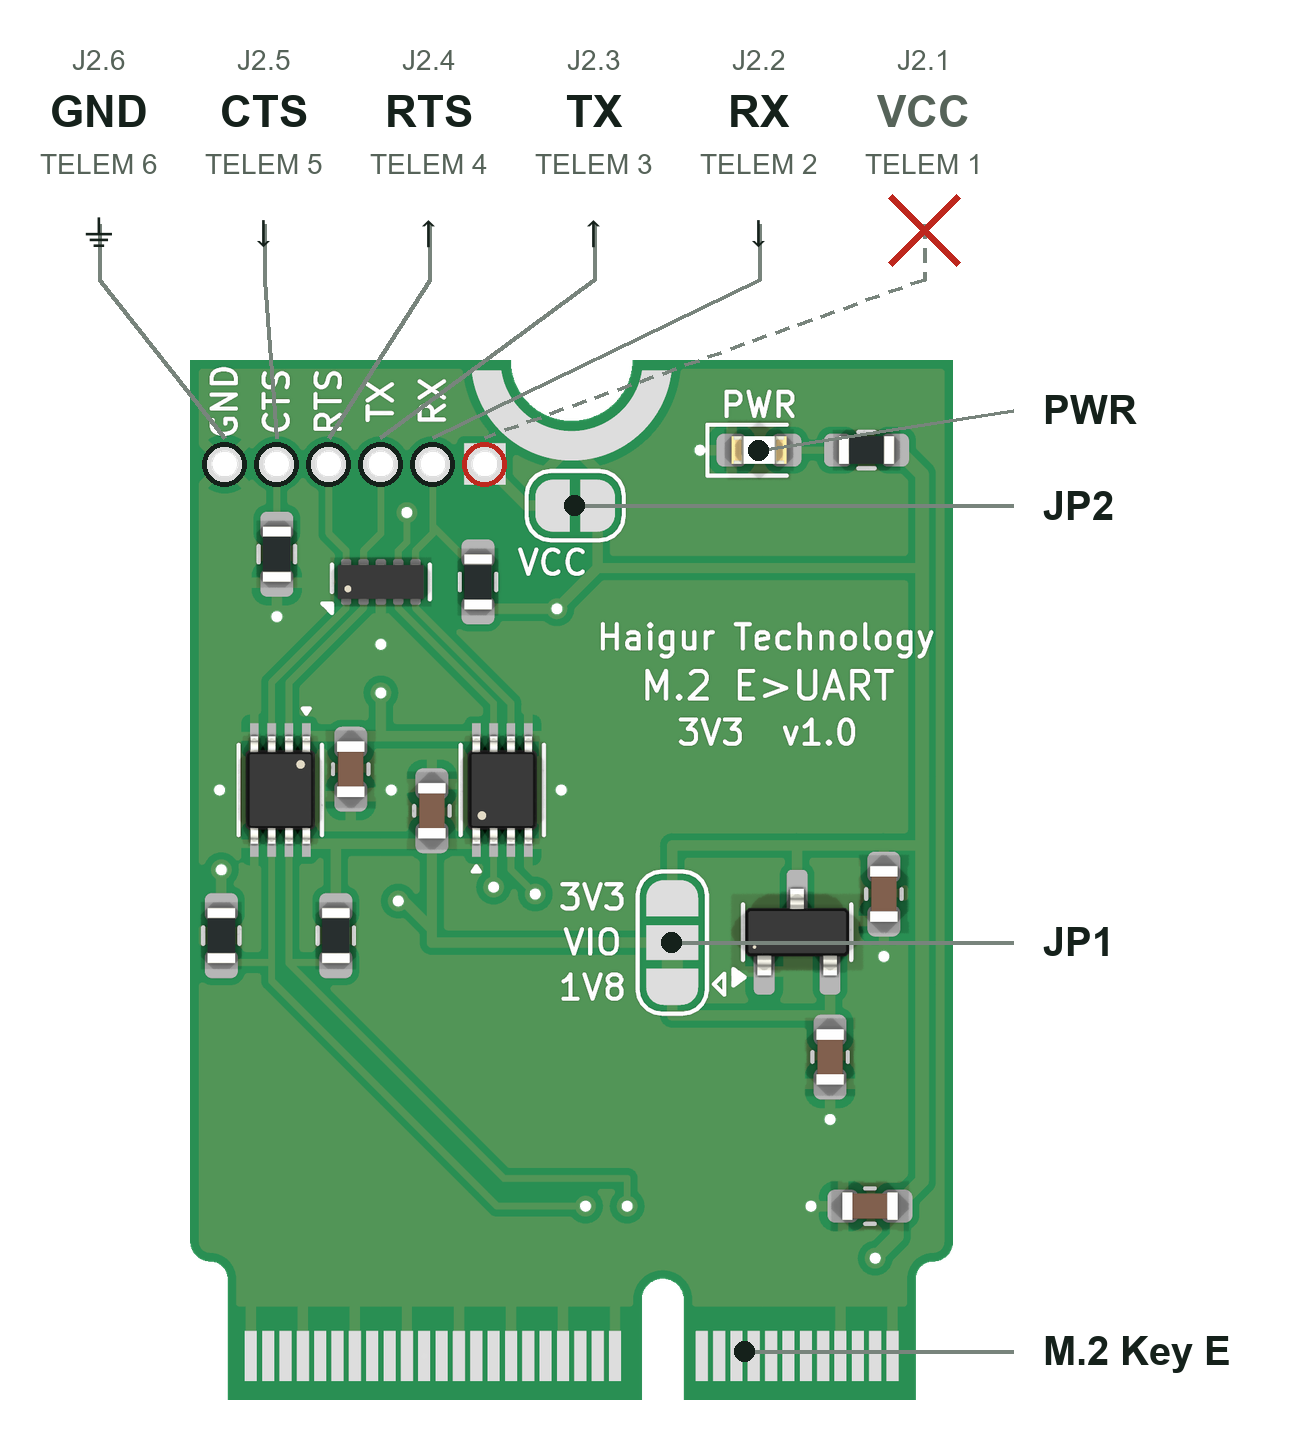 J2.6 J2.5 J2.4 J2.3 J2.2 J2.1
GND CTS RTS TX RX VCC
TELEM 6 TELEM 5 TELEM 4 TELEM 3 TELEM 2 TELEM 1
GND CTS RTS TX RX
PWR
PWR
JP2
VCC
Haigur Technology
M.2 E>UART
3V3 v1.0
3V3
VIO
JP1
1V8
M.2 Key E